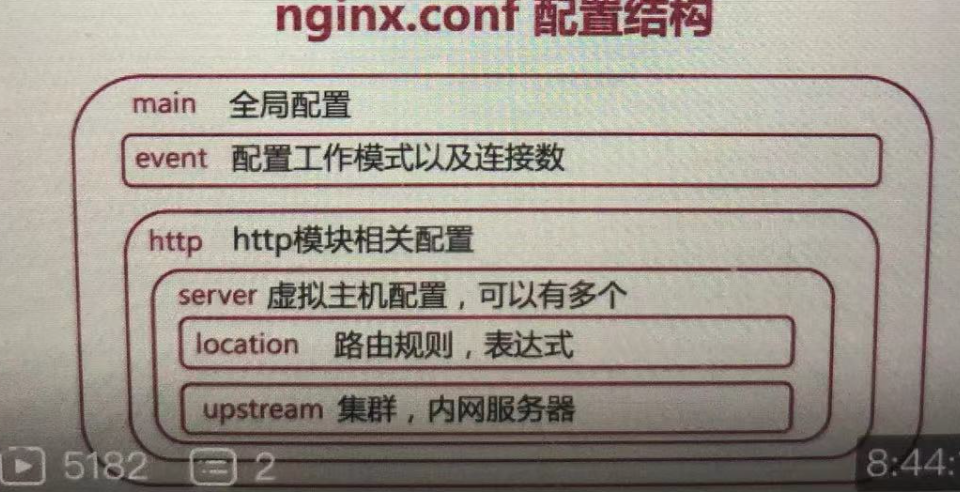 nginx.conf 配置结构
main 全局配置
event 配置工作模式以及连接数
http http模块相关配置
server 虚拟主机配置，可以有多个
location 路由规则，表达式
upstream 集群，内网服务器
5182 2 8:44: